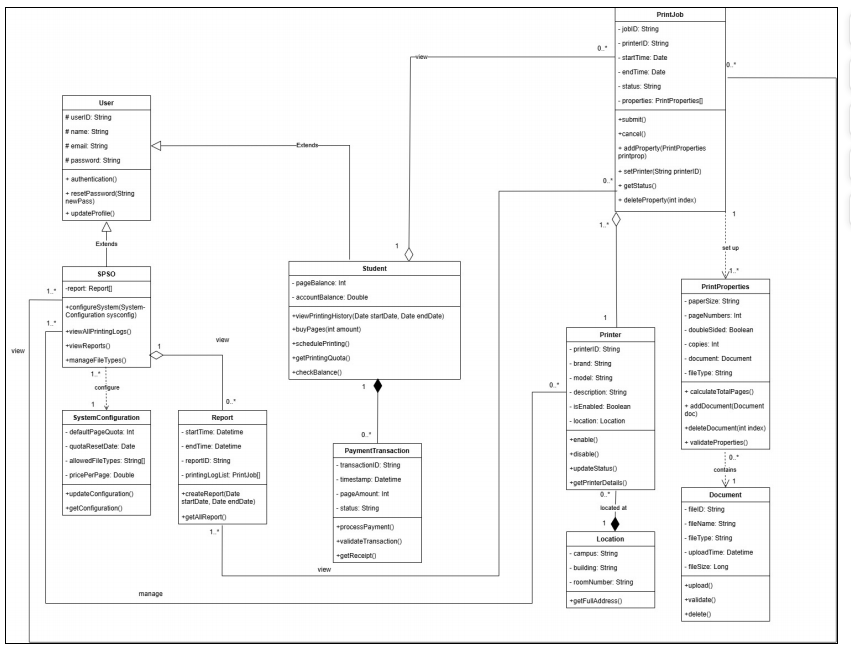 PrintJob
- jobID: String
- printerID: String
- startTime: Date
- endTime: Date
- status: String
- properties: PrintProperties[]
+submit()
+cancel()
+ addProperty(PrintProperties
printprop)
+ setPrinter(String printerID)
+ getStatus()
+ deleteProperty(int index)
view
0..*
0..*
0..*
1..*
1
set up
1..*
User
# userID: String
# name: String
# email: String
# password: String
+ authentication()
+ resetPassword(String
newPass)
+ updateProfile()
Extends
Extends
SPSO
-report: Report[]
+configureSystem(System-
Configuration sysconfig)
+viewAllPrintingLogs()
+viewReports()
+manageFileTypes()
1..*
1..*
view
1
view
0..*
1..*
configure
1
1
Student
- pageBalance: Int
- accountBalance: Double
+viewPrintingHistory(Date startDate, Date endDate)
+buyPages(int amount)
+schedulePrinting()
+getPrintingQuota()
+checkBalance()
1
0..*
PrintProperties
- paperSize: String
- pageNumbers: Int
- doubleSided: Boolean
- copies: Int
- document: Document
- fileType: String
+ calculateTotalPages()
+ addDocument(Document
doc)
+deleteDocument(int index)
+ validateProperties()
0..*
contains
1
1
Printer
- printerID: String
- brand: String
- model: String
- description: String
- isEnabled: Boolean
- location: Location
+enable()
+disable()
+updateStatus()
+getPrinterDetails()
0..*
0..*
located at
1
SystemConfiguration
- defaultPageQuota: Int
- quotaResetDate: Date
- allowedFileTypes: String[]
- pricePerPage: Double
+updateConfiguration()
+getConfiguration()
Report
- startTime: Datetime
- endTime: Datetime
- reportID: String
- printingLogList: PrintJob[]
+createReport(Date
startDate, Date endDate)
+getAllReport()
1..*
view
manage
PaymentTransaction
- transactionID: String
- timestamp: Datetime
- pageAmount: Int
- status: String
+processPayment()
+validateTransaction()
+getReceipt()
Location
- campus: String
- building: String
- roomNumber: String
+getFullAddress()
Document
- fileID: String
- fileName: String
- fileType: String
- uploadTime: Datetime
- fileSize: Long
+upload()
+validate()
+delete()